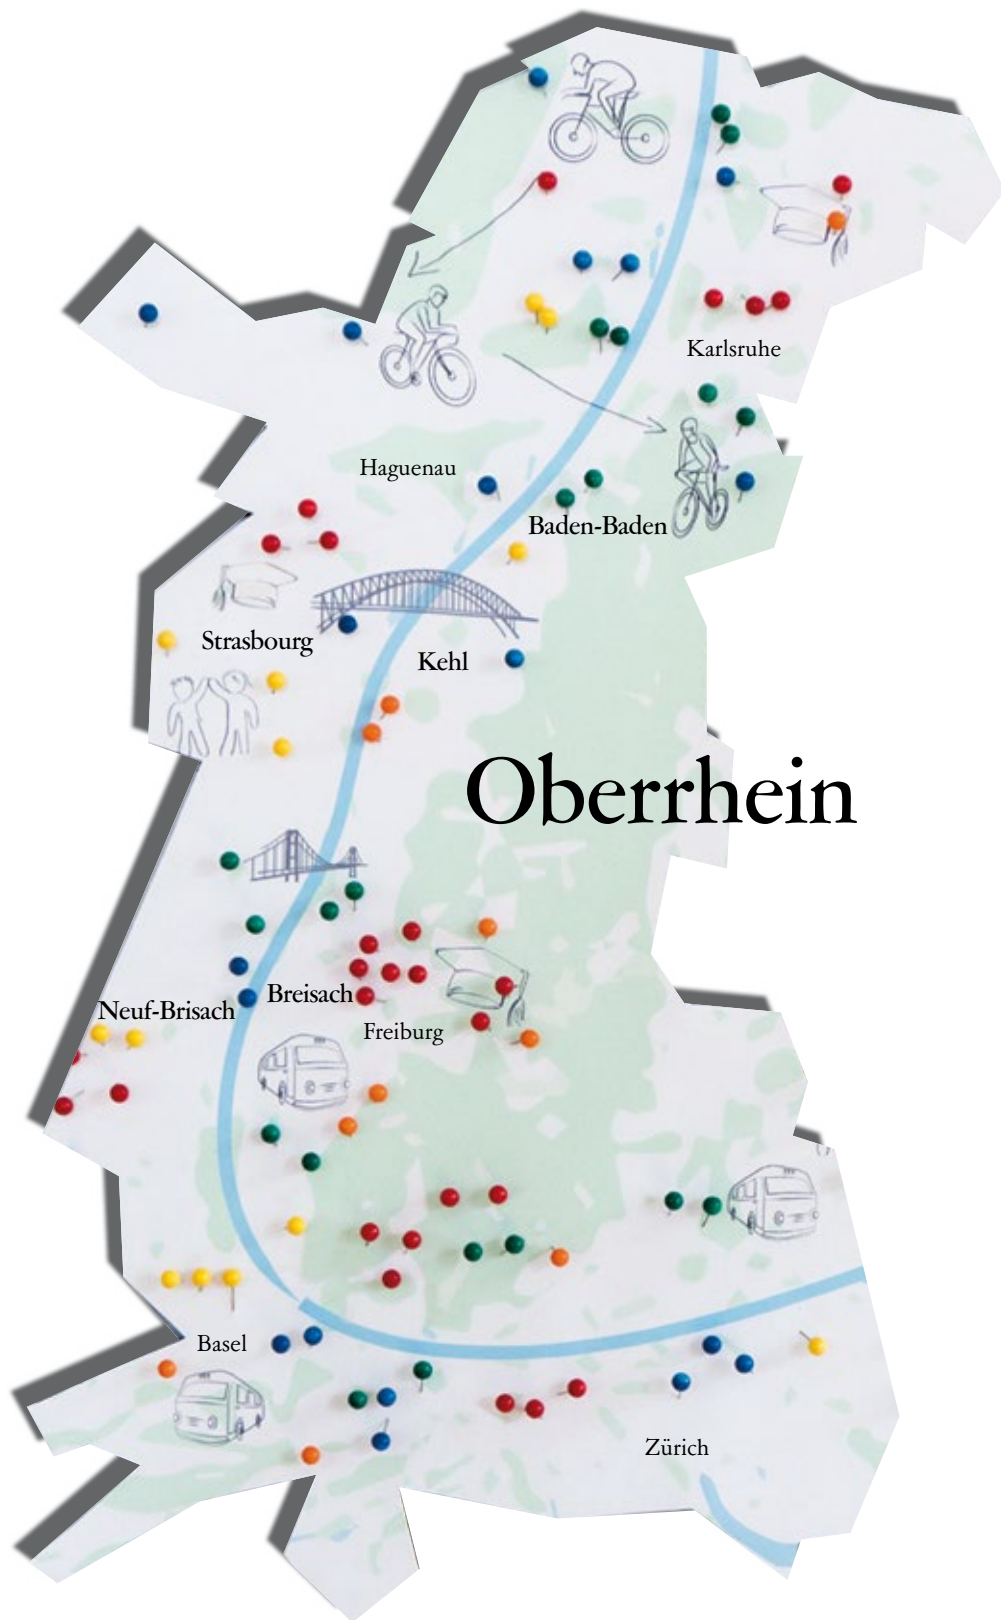 Karlsruhe
Haguenau
Baden-Baden
Strasbourg
Kehl
Oberrhein
Neuf-Brisach
Breisach
Freiburg
Basel
Zürich